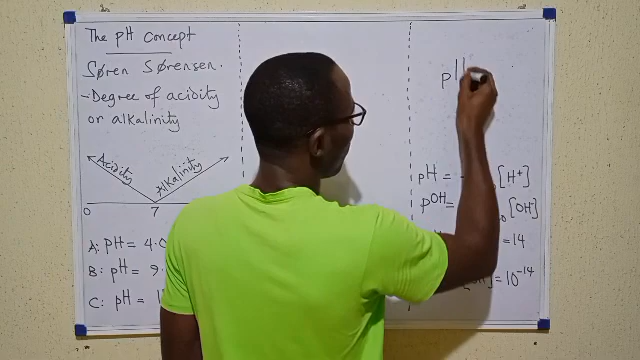 The pH concept
Søren Sørensen.
- Degree of acidity
or alkalinity
Acidity
Alkalinity
0
7
A: pH = 4.0
B: pH = 9.
C: pH = 1
p
pH = - [H⁺]
pOH = [OH]
= 14
= 10⁻¹⁴